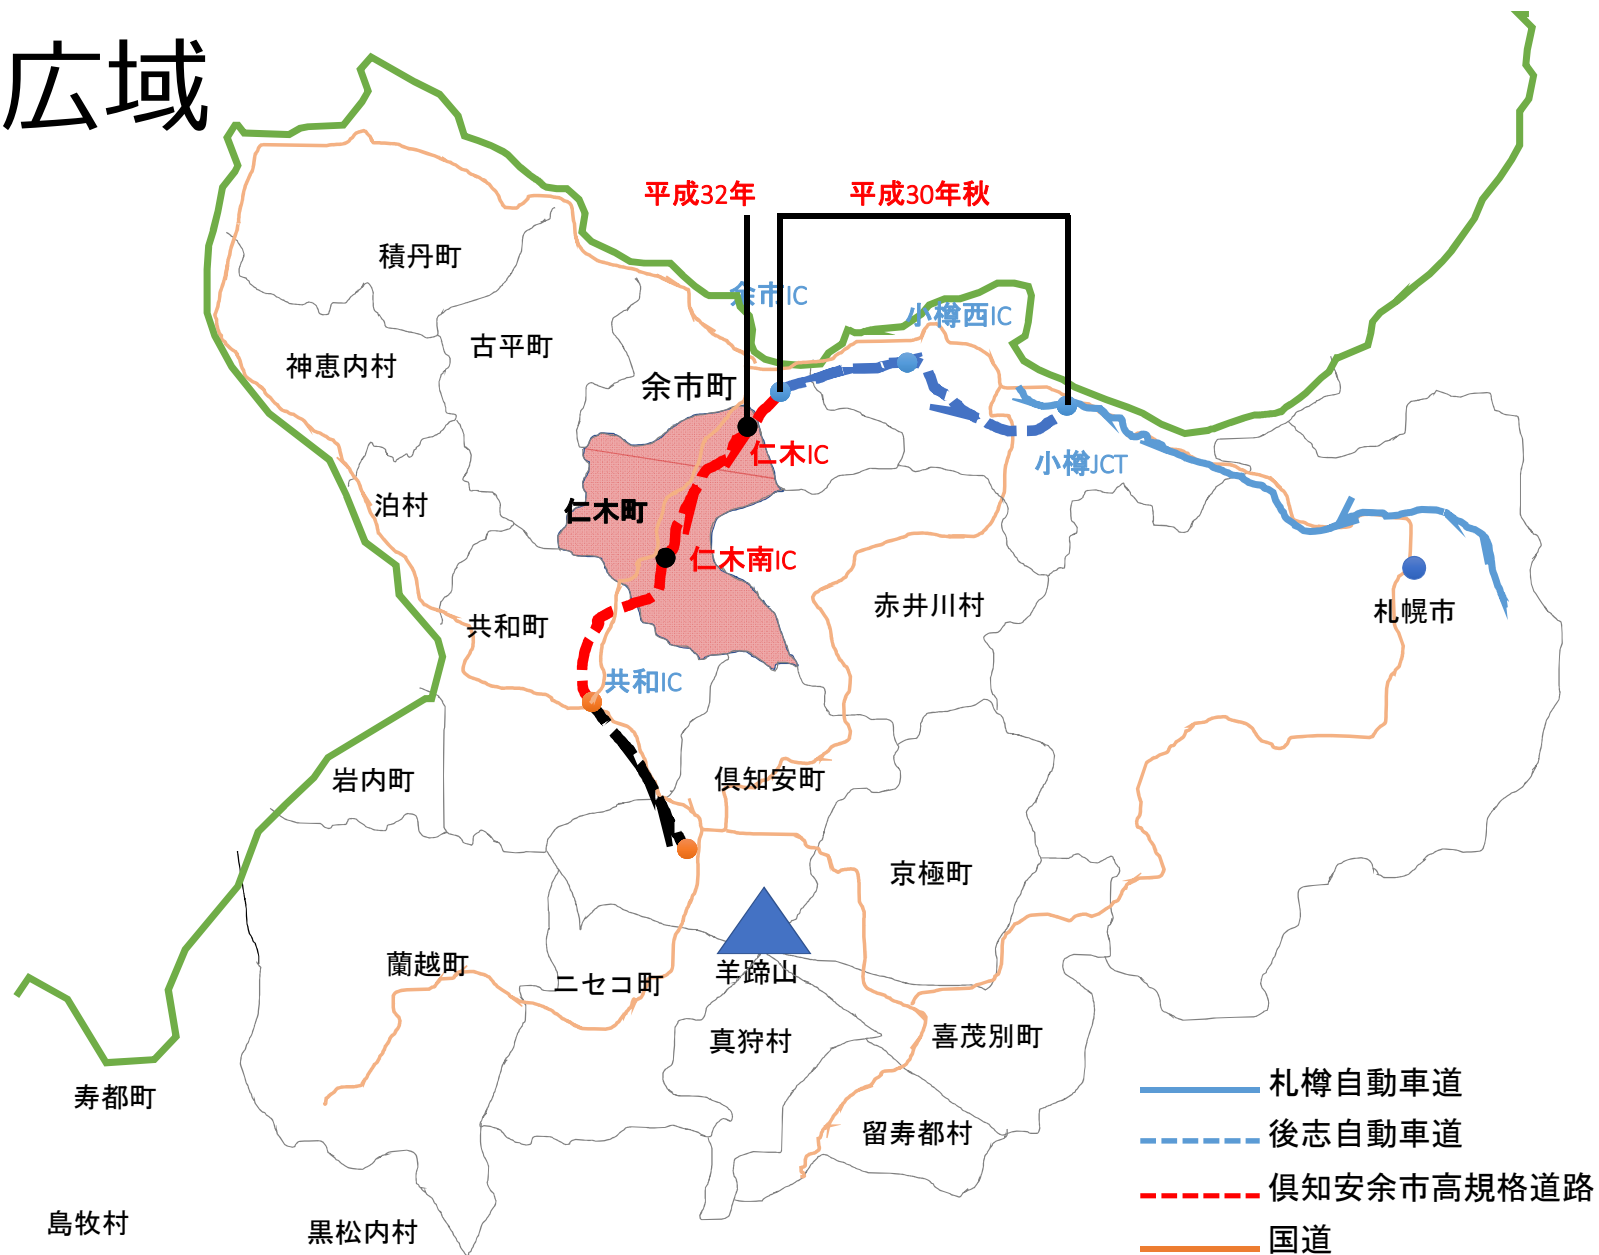 広域
平成32年
平成30年秋
積丹町
余市IC
小樽西IC
古平町
神恵内村
余市町
仁木IC
小樽JCT
泊村
仁木町
仁木南IC
赤井川村
札幌市
共和町
共和IC
岩内町
倶知安町
京極町
蘭越町
ニセコ町
羊蹄山
真狩村
喜茂別町
寿都町
留寿都村
島牧村
黒松内村
札樽自動車道
後志自動車道
倶知安余市高規格道路
国道